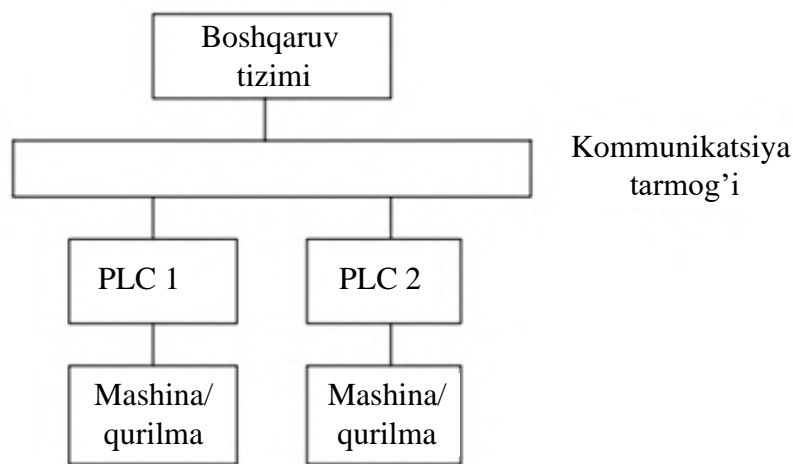 Boshqaruv
tizimi
Kommunikatsiya
tarmog'i
PLC 1
PLC 2
Mashina/
qurilma
Mashina/
qurilma